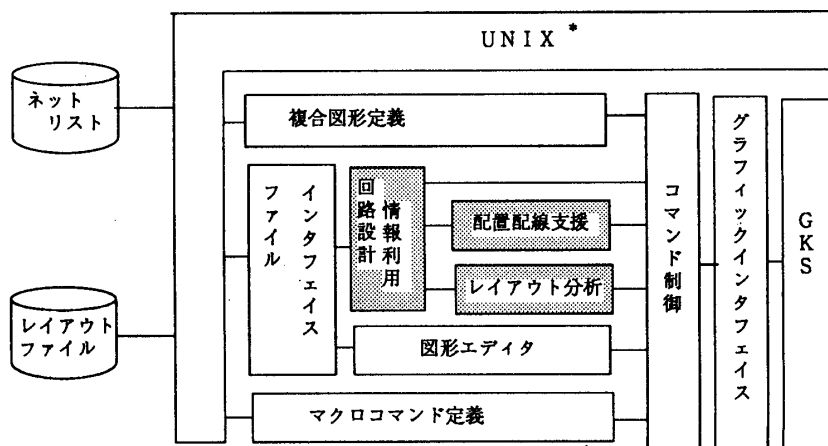 UNIX*
ネット
リスト
複合図形定義
ファイル
インタフェイス
回路設計
情報利用
配置配線支援
レイアウト分析
図形エディタ
マクロコマンド定義
コマンド制御
グラフィックインタフェイス
GKS
レイアウト
ファイル